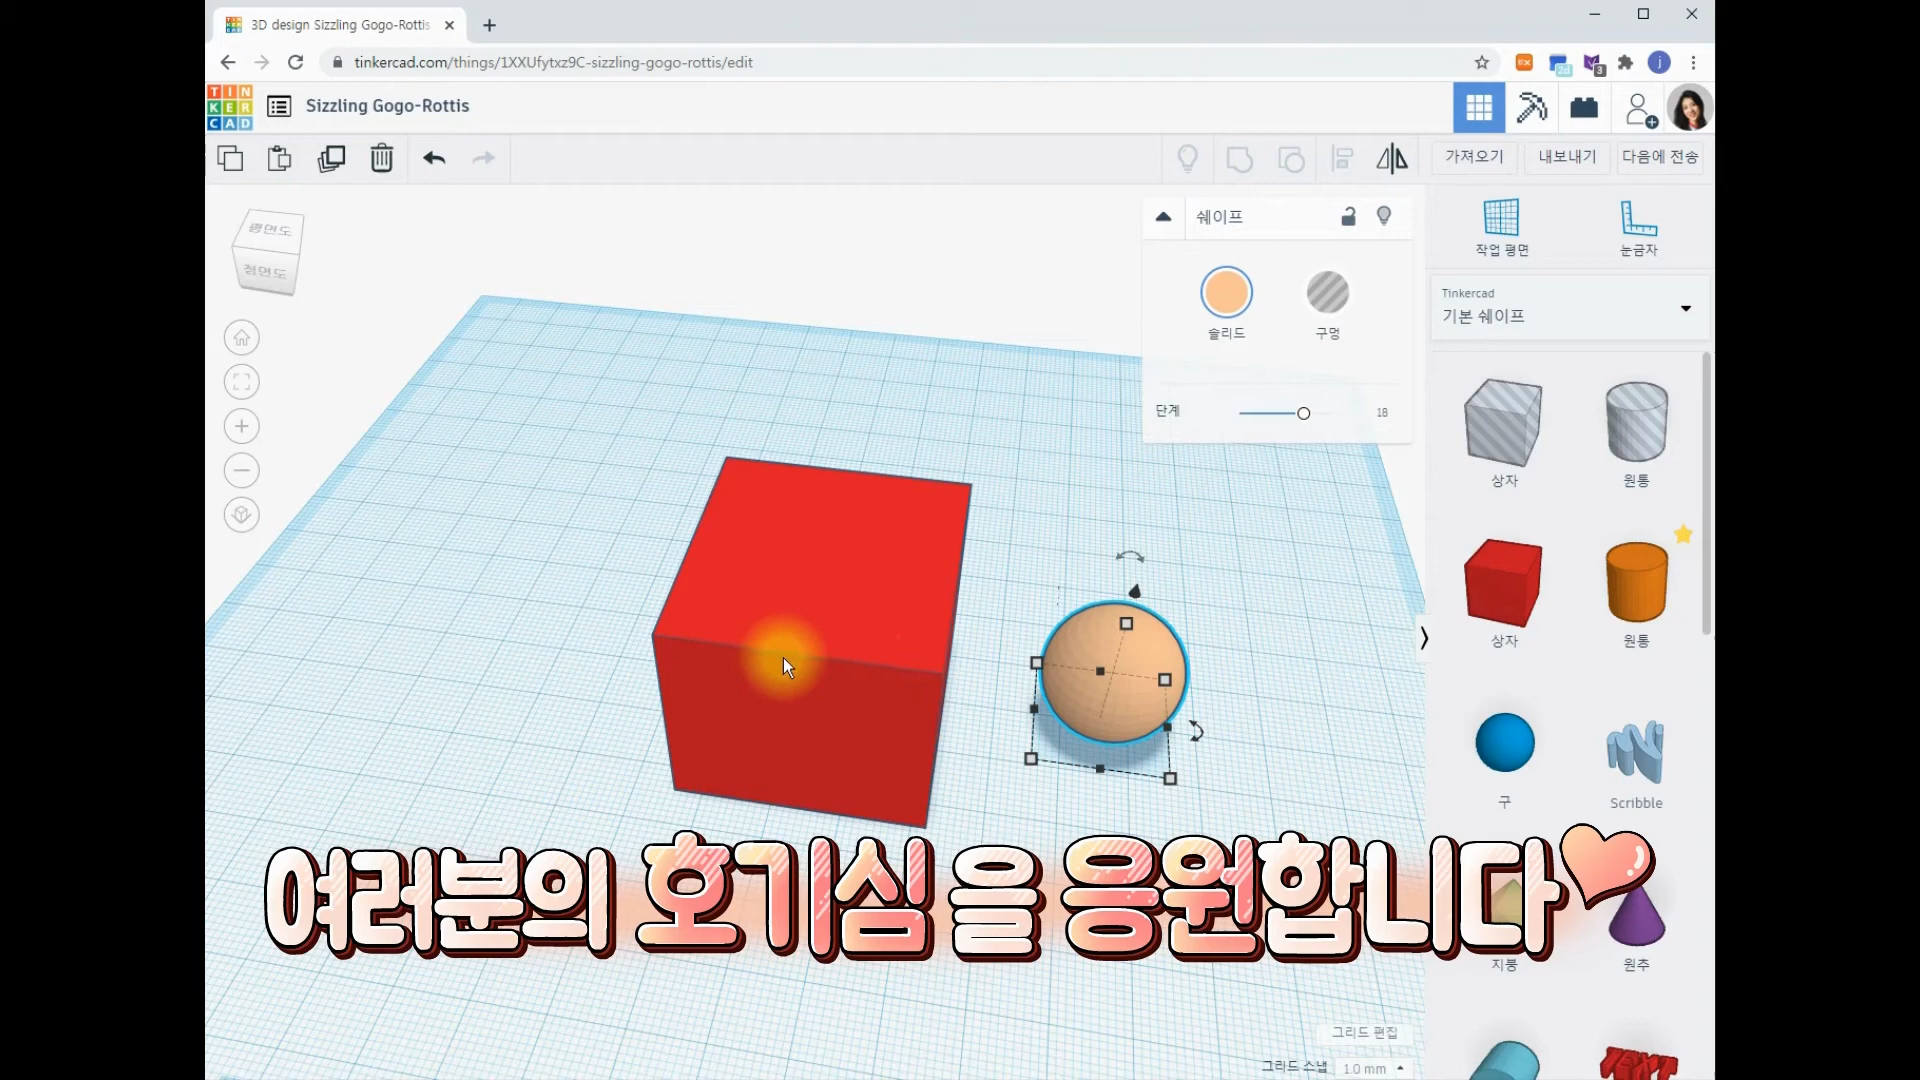 3D design Sizzling Gogo-Rottis
tinkercad.com/things/1XXUfytxz9C-sizzling-gogo-rottis/edit
2d
3
j
TIN
KER
CAD
Sizzling Gogo-Rottis
가져오기
내보내기
다음에 전송
평면도
정면도
쉐이프
솔리드
구멍
단계
18
작업 평면
눈금자
Tinkercad
기본 쉐이프
상자
원통
상자
원통
구
Scribble
지붕
원추
TEXT
여러분의 호기심을 응원합니다
그리드 편집
그리드 스냅
1.0 mm